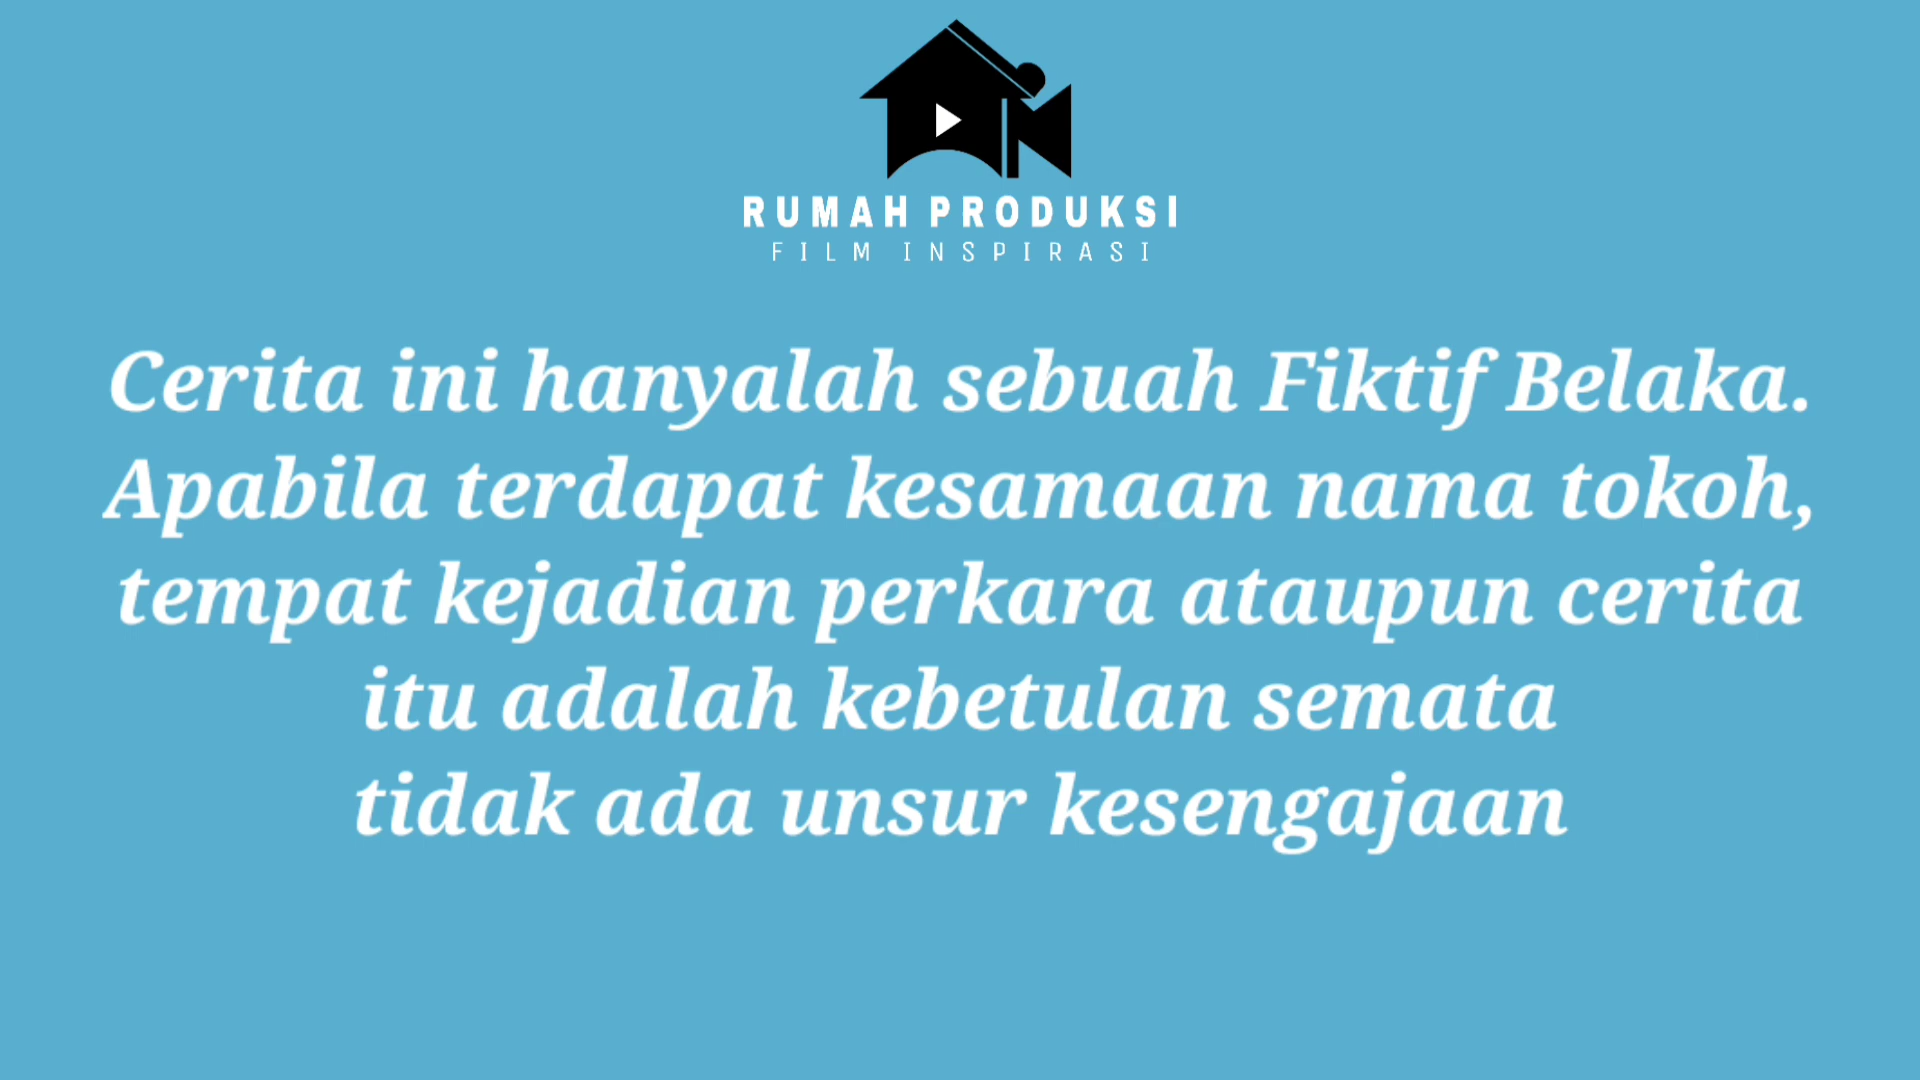 RUMAH PRODUKSI
FILM INSPIRASI
Cerita ini hanyalah sebuah Fiktif Belaka.
Apabila terdapat kesamaan nama tokoh,
tempat kejadian perkara ataupun cerita
itu adalah kebetulan semata
tidak ada unsur kesengajaan